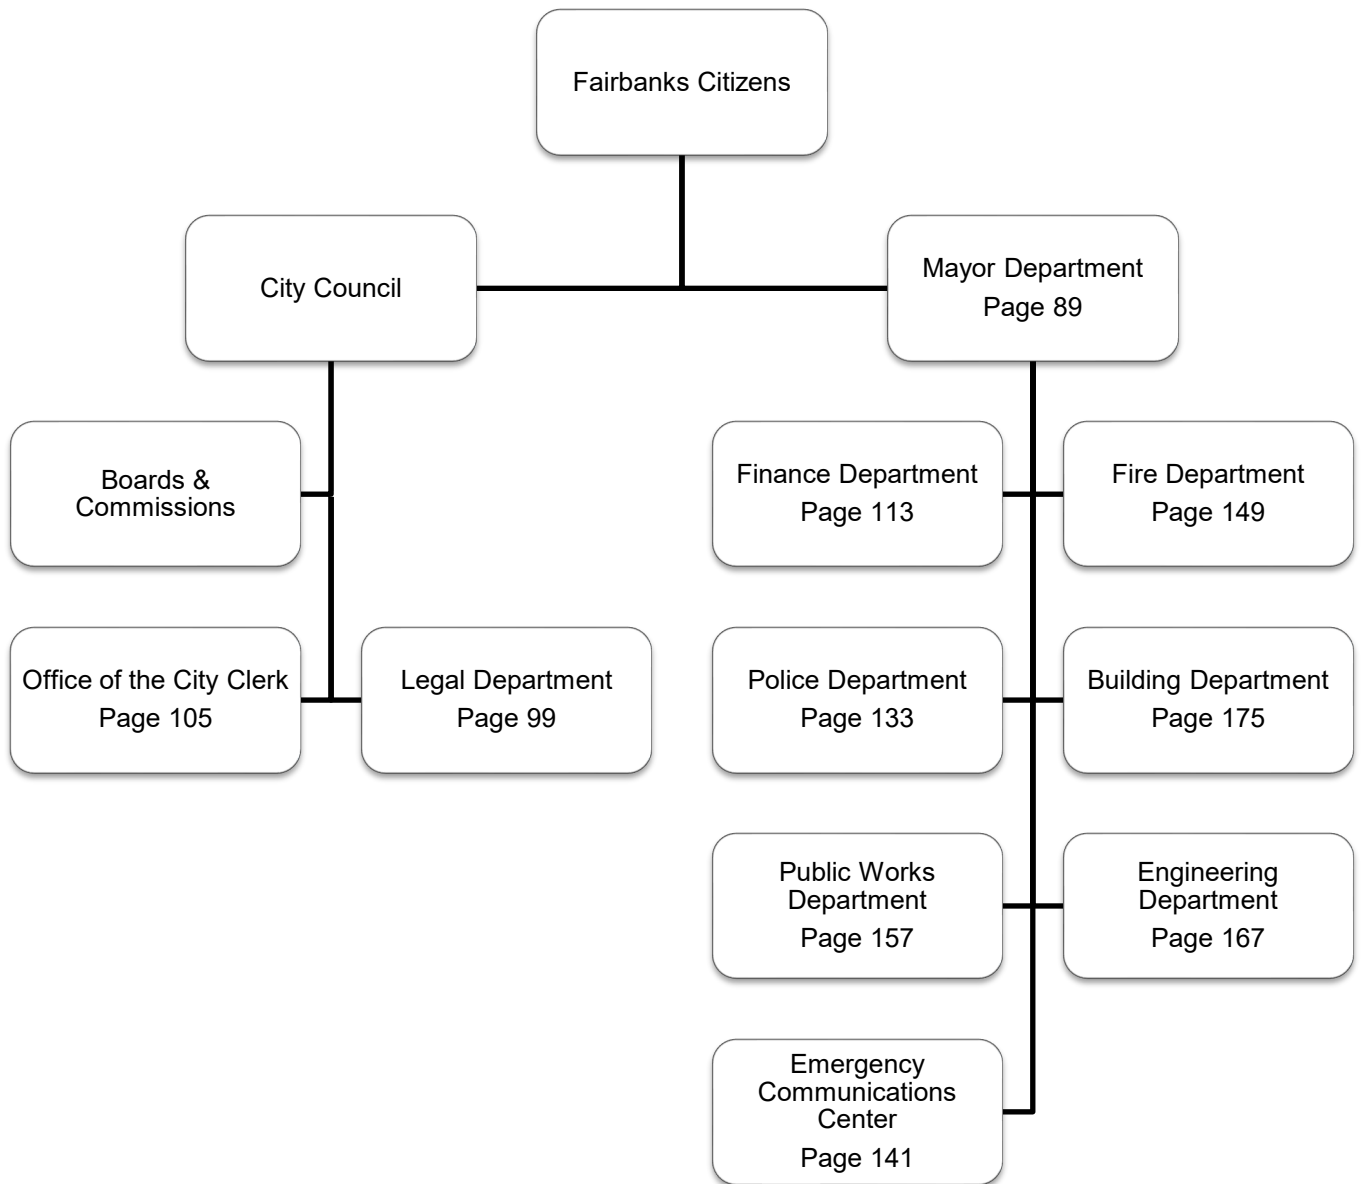 Fairbanks Citizens
City Council
Mayor Department
Page 89
Boards &
Commissions
Finance Department
Page 113
Fire Department
Page 149
Office of the City Clerk
Page 105
Legal Department
Page 99
Police Department
Page 133
Building Department
Page 175
Public Works
Department
Page 157
Engineering
Department
Page 167
Emergency
Communications
Center
Page 141